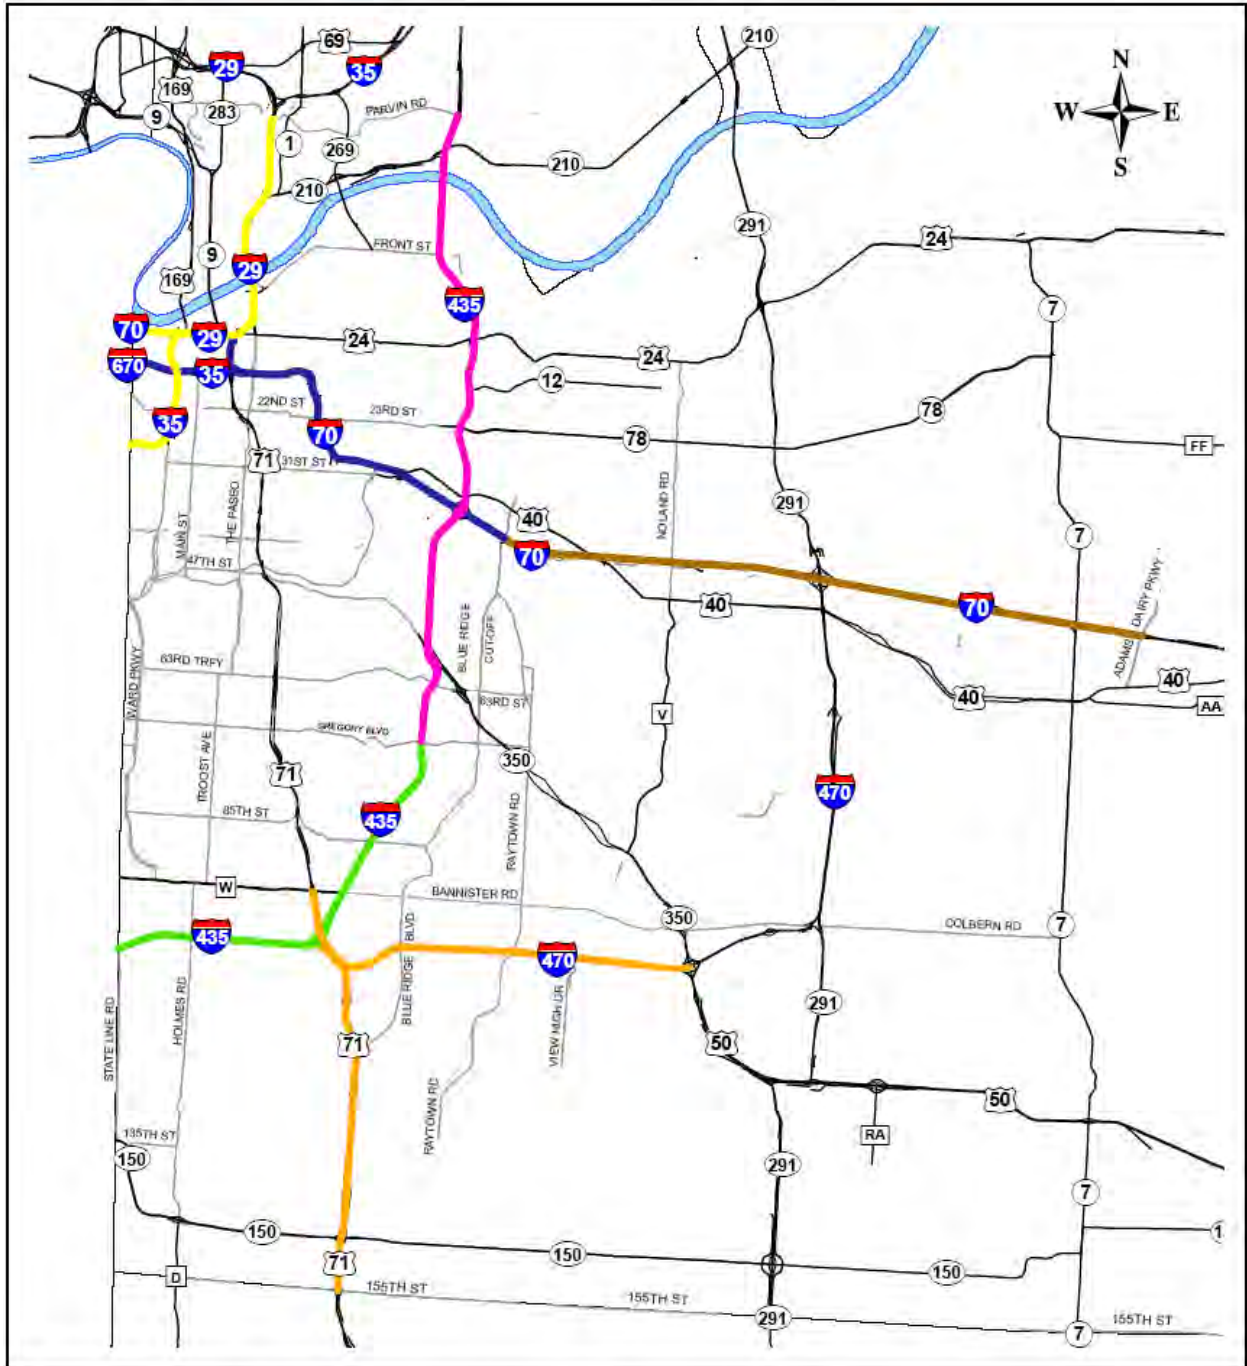 69
210
29
35
N
169
PARVIN RD
283
9
W E
1
269
S
210
210
291
24
FRONT ST
9
29
169
435
7
70
29
24
24
670
35
12
22ND ST
23RD ST
78
35
70
78
FF
71
31ST ST
NOLAND RD
291
40
MAIN ST
THE PASEO
7
70
47TH ST
40
70
ADAMS DAIRY PKWY
BLUE RIDGE
CUT-OFF
WARD PKWY
63RD TRFY
40
40
63RD ST
V
AA
GREGORY BLVD
TROOST AVE
350
71
470
85TH ST
435
RAYTOWN RD
W
BANNISTER RD
350
COLBERN RD
7
435
BLUE RIDGE BLVD
470
STATE LINE RD
HOLMES RD
VIEW HIGH DR
291
71
50
50
RAYTOWN RD
135TH ST
RA
150
291
7
150
150
71
150
D
155TH ST
155TH ST
291
155TH ST
7